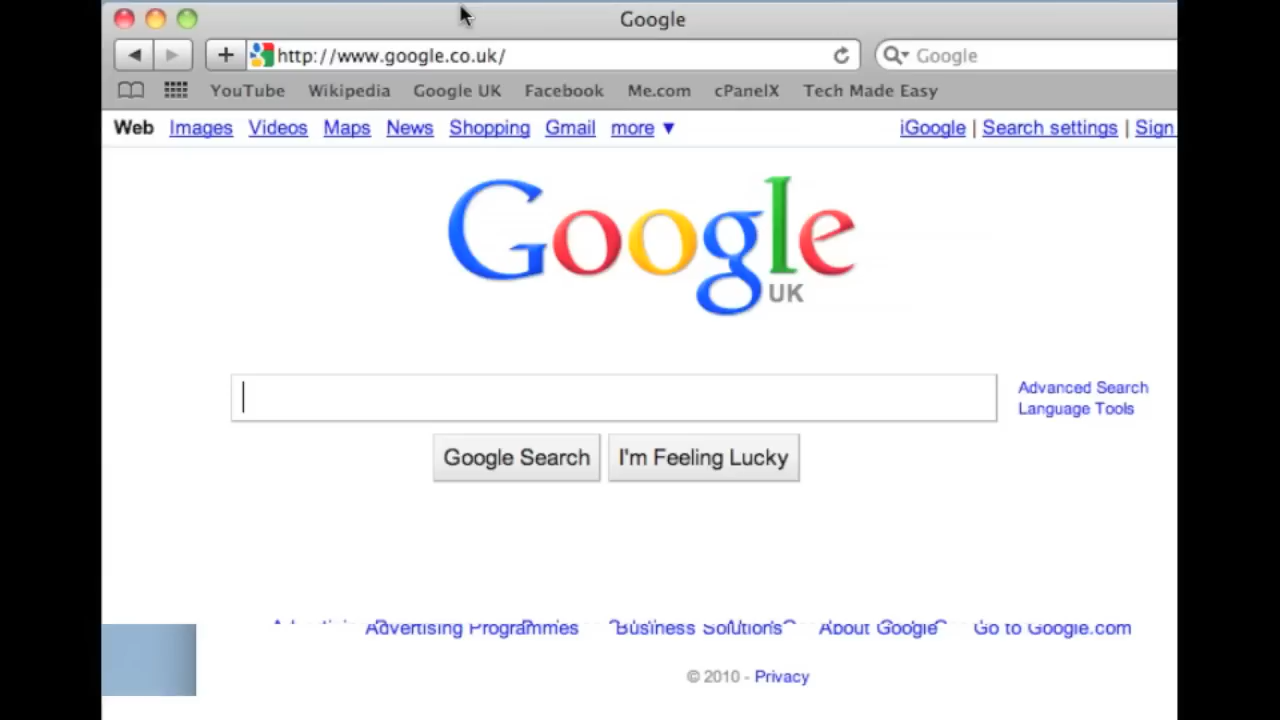 Google
http://www.google.co.uk/ Google
YouTube Wikipedia Google UK Facebook Me.com cPanelX Tech Made Easy
Web Images Videos Maps News Shopping Gmail more ▼ iGoogle | Search settings | Sign
Google
UK
Advanced Search
Language Tools
Google Search I'm Feeling Lucky
Advertising Programmes Business Solutions About Google Go to Google.com
© 2010 - Privacy